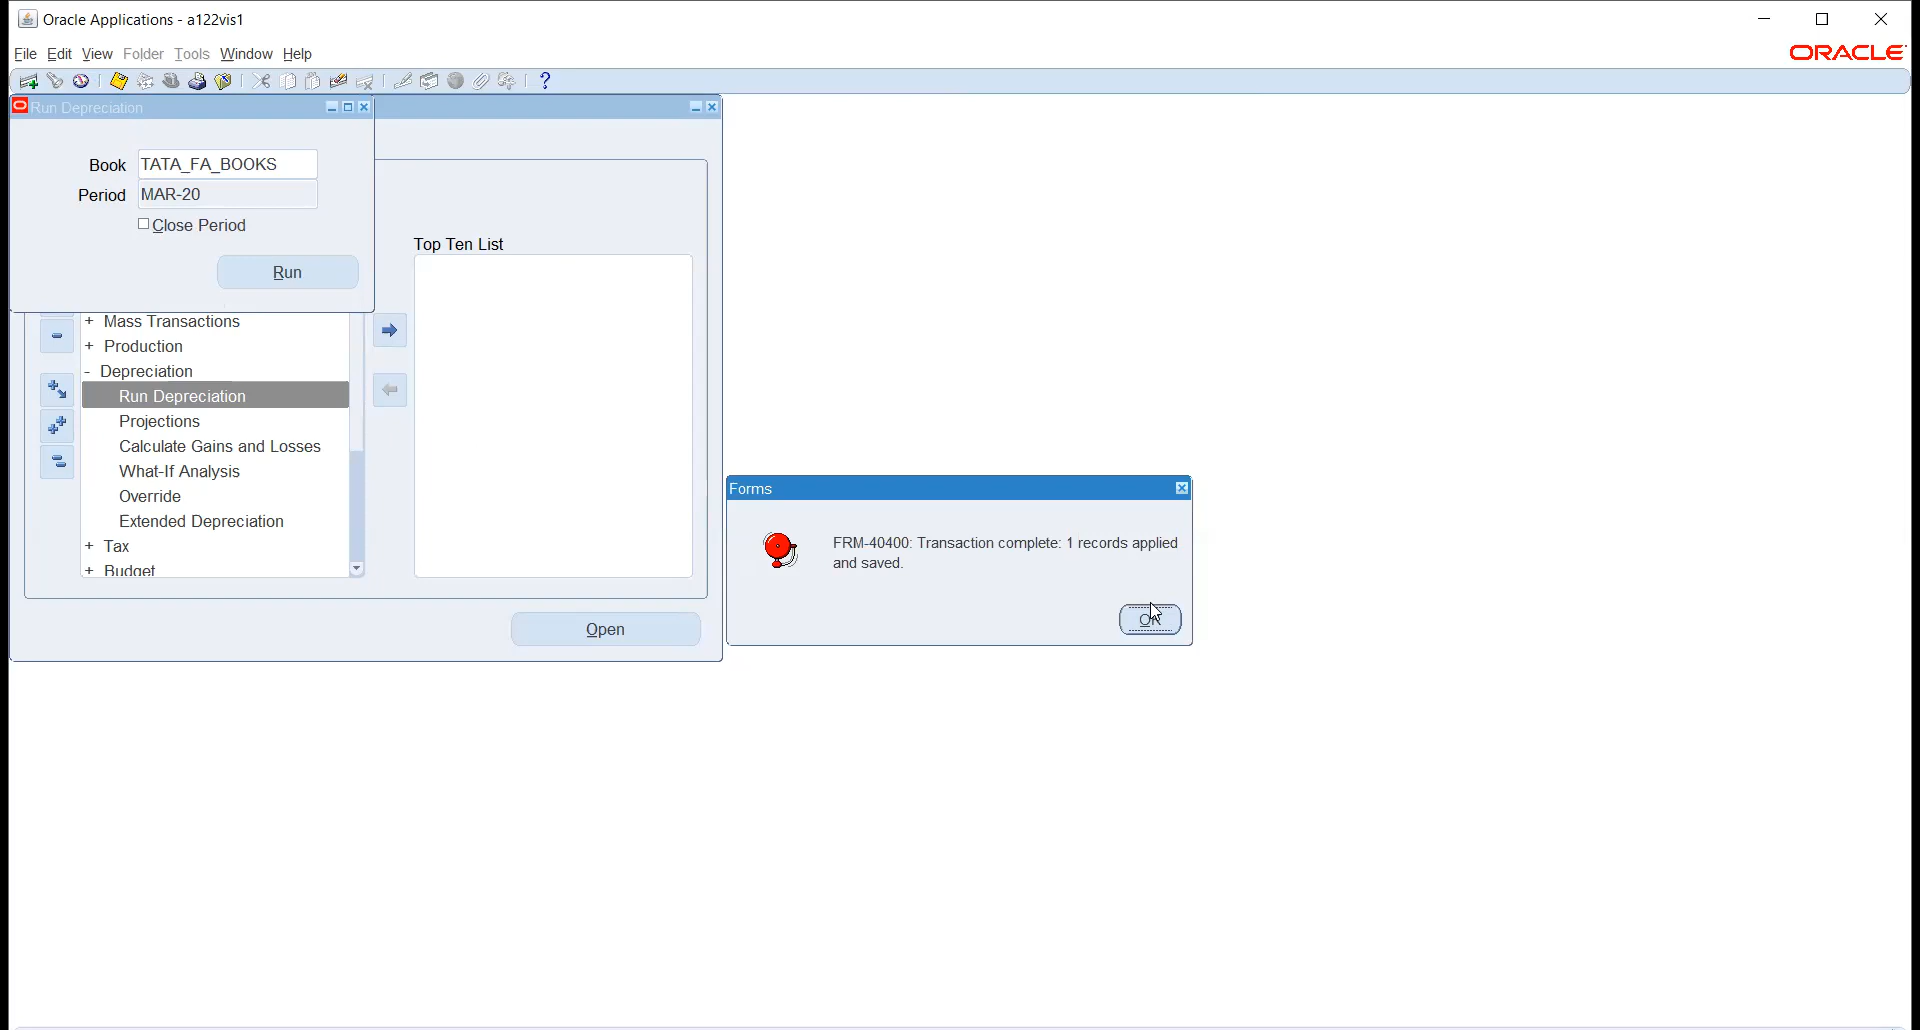 Oracle Applications - a122vis1
File Edit View Folder Tools Window Help
ORACLE
Run Depreciation
Book TATA_FA_BOOKS
Period MAR-20
Close Period
Run
Top Ten List
+ Mass Transactions
+ Production
- Depreciation
Run Depreciation
Projections
Calculate Gains and Losses
What-If Analysis
Override
Extended Depreciation
+ Tax
+ Budget
Open
Forms
FRM-40400: Transaction complete: 1 records applied
and saved.
OK